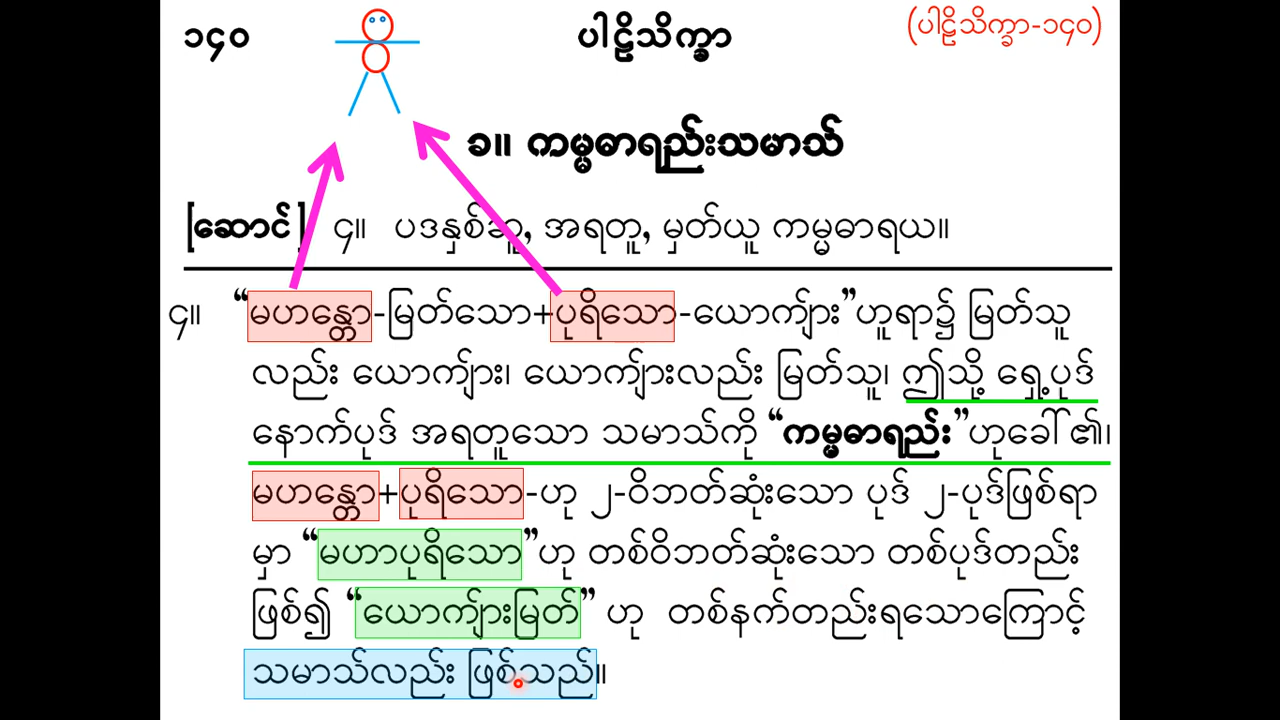 ၁၄၀ ပါဠိသိက္ခာ (ပါဠိသိက္ခာ-၁၄၀)
ခ။ ကမ္မဓာရည်းသမာသ်
[ဆောင်] ၄။ ပဒနှစ်ဆူ, အရတူ, မှတ်ယူ ကမ္မဓာရယ။
၄။ “မဟန္တော-မြတ်သော+ပုရိသော-ယောကျ်ား”ဟူရာ၌ မြတ်သူ
လည်း ယောကျ်ား၊ ယောကျ်ားလည်း မြတ်သူ၊ ဤသို့ ရှေ့ပုဒ်
နောက်ပုဒ် အရတူသော သမာသ်ကို “ကမ္မဓာရည်း”ဟုခေါ်၏၊
မဟန္တော+ပုရိသော-ဟု ၂-ဝိဘတ်ဆုံးသော ပုဒ် ၂-ပုဒ်ဖြစ်ရာ
မှာ “မဟာပုရိသော”ဟု တစ်ဝိဘတ်ဆုံးသော တစ်ပုဒ်တည်း
ဖြစ်၍ “ယောကျ်ားမြတ်” ဟု တစ်နက်တည်းရသောကြောင့်
သမာသ်လည်း ဖြစ်သည်။